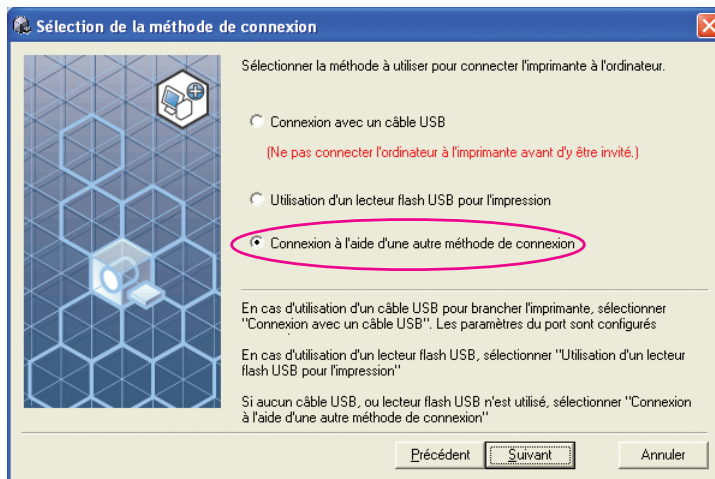 Sélection de la méthode de connexion
Sélectionner la méthode à utiliser pour connecter l'imprimante à l'ordinateur.
Connexion avec un câble USB
(Ne pas connecter l'ordinateur à l'imprimante avant d'y être invité.)
Utilisation d'un lecteur flash USB pour l'impression
Connexion à l'aide d'une autre méthode de connexion
En cas d'utilisation d'un câble USB pour brancher l'imprimante, sélectionner
"Connexion avec un câble USB". Les paramètres du port sont configurés
En cas d'utilisation d'un lecteur flash USB, sélectionner "Utilisation d'un lecteur
flash USB pour l'impression"
Si aucun câble USB, ou lecteur flash USB n'est utilisé, sélectionner "Connexion
à l'aide d'une autre méthode de connexion"
Précédent Suivant Annuler